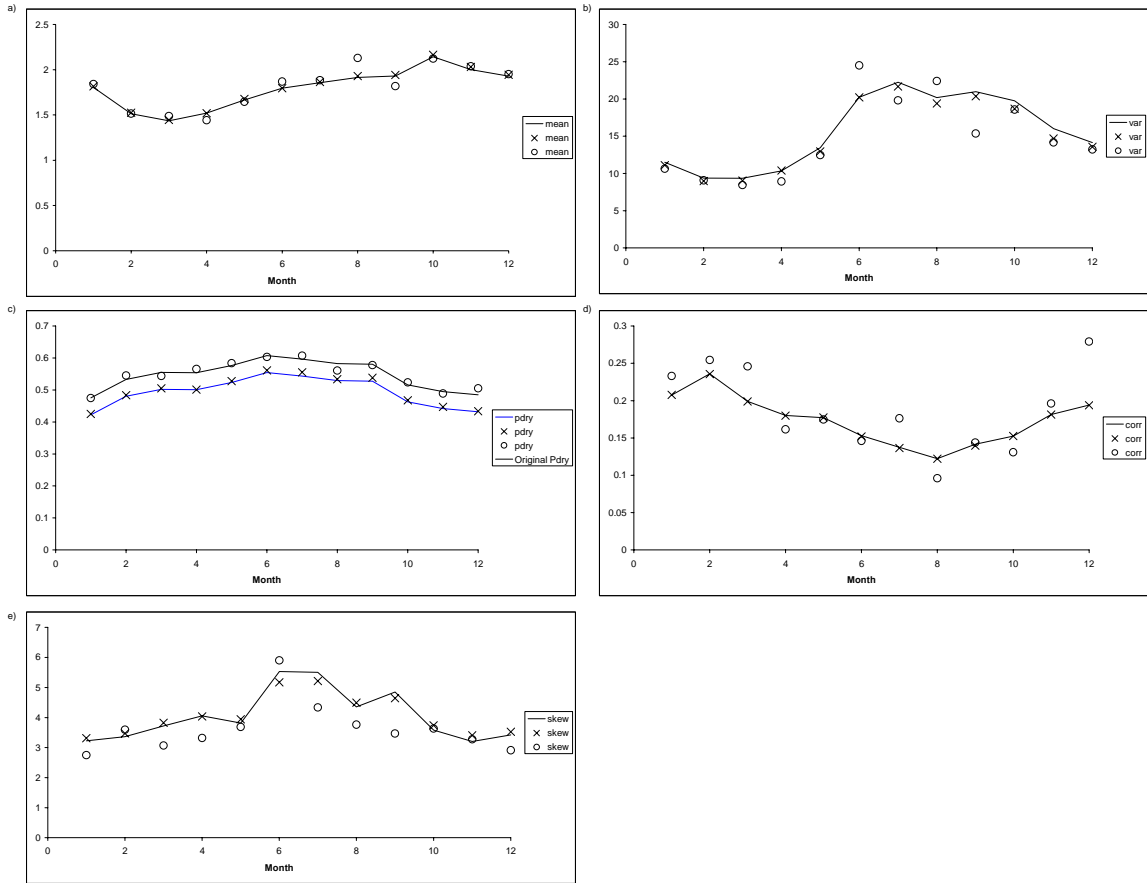 a)
2.5
2
1.5
1
0.5
0
0 2 4 6 8 10 12
Month
mean
mean
mean
b)
30
25
20
15
10
5
0
0 2 4 6 8 10 12
Month
var
var
var
c)
0.7
0.6
0.5
0.4
0.3
0.2
0.1
0
0 2 4 6 8 10 12
Month
pdry
pdry
pdry
Original Pdry
d)
0.3
0.25
0.2
0.15
0.1
0.05
0
0 2 4 6 8 10 12
Month
corr
corr
corr
e)
7
6
5
4
3
2
1
0
0 2 4 6 8 10 12
Month
skew
skew
skew